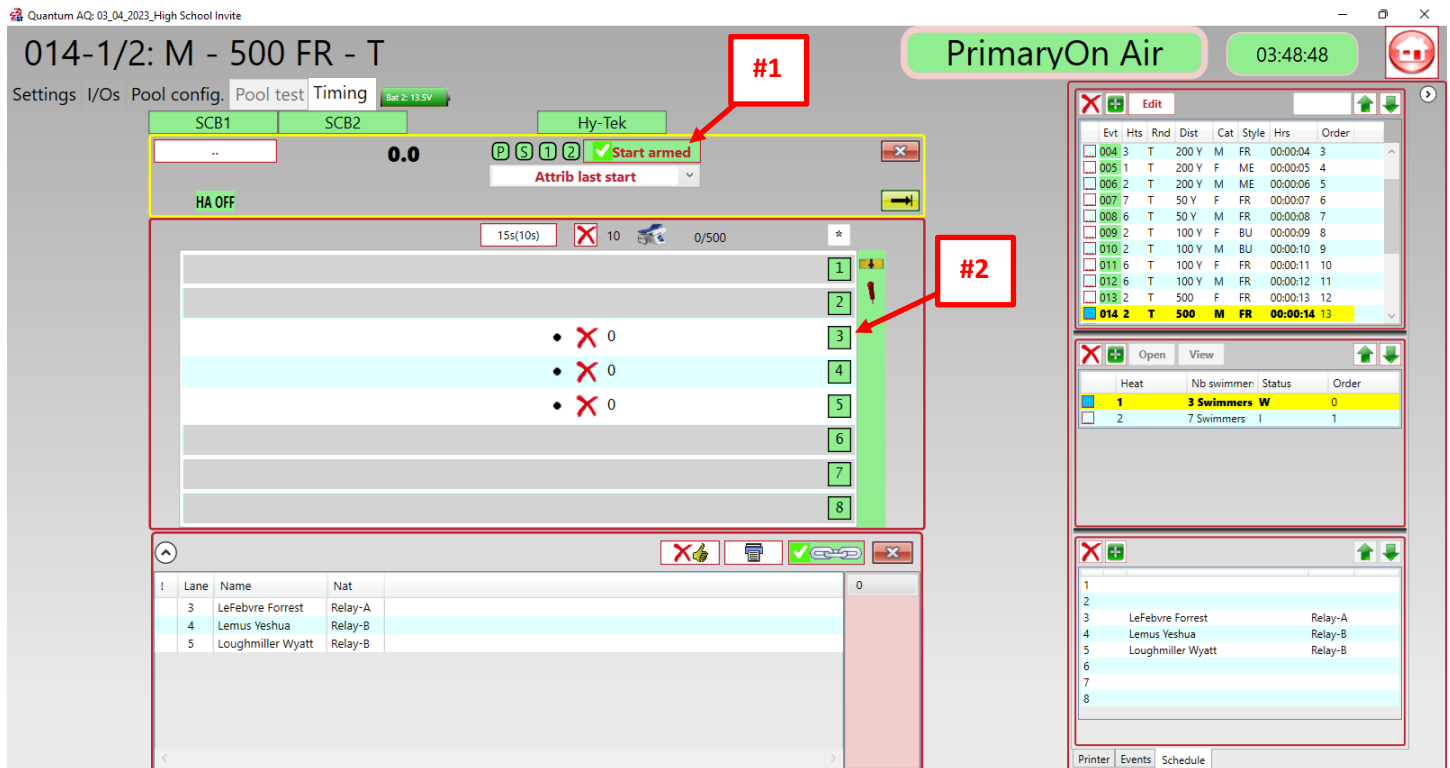 Quantum AQ: 03_04_2023_High School Invite
014-1/2: M - 500 FR - T
#1
PrimaryOn Air
03:48:48
Settings I/Os Pool config. Pool test Timing Bat 2: 13.5V
SCB1 SCB2 Hy-Tek
.. 0.0 P S 1 2 Start armed
Attrib last start
HA OFF
15s(10s) 10 0/500 *
1
2
#2
0 3
0 4
0 5
6
7
8
! Lane Name Nat 0
3 LeFebvre Forrest Relay-A
4 Lemus Yeshua Relay-B
5 Loughmiller Wyatt Relay-B
Edit
Evt Hts Rnd Dist Cat Style Hrs Order
004 3 T 200 Y M FR 00:00:04 3
005 1 T 200 Y F ME 00:00:05 4
006 2 T 200 Y M ME 00:00:06 5
007 7 T 50 Y F FR 00:00:07 6
008 6 T 50 Y M FR 00:00:08 7
009 2 T 100 Y F BU 00:00:09 8
010 2 T 100 Y M BU 00:00:10 9
011 6 T 100 Y F FR 00:00:11 10
012 6 T 100 Y M FR 00:00:12 11
013 2 T 500 F FR 00:00:13 12
014 2 T 500 M FR 00:00:14 13
Open View
Heat Nb swimmer: Status Order
1 3 Swimmers W 0
2 7 Swimmers I 1
1
2
3 LeFebvre Forrest Relay-A
4 Lemus Yeshua Relay-B
5 Loughmiller Wyatt Relay-B
6
7
8
Printer Events Schedule